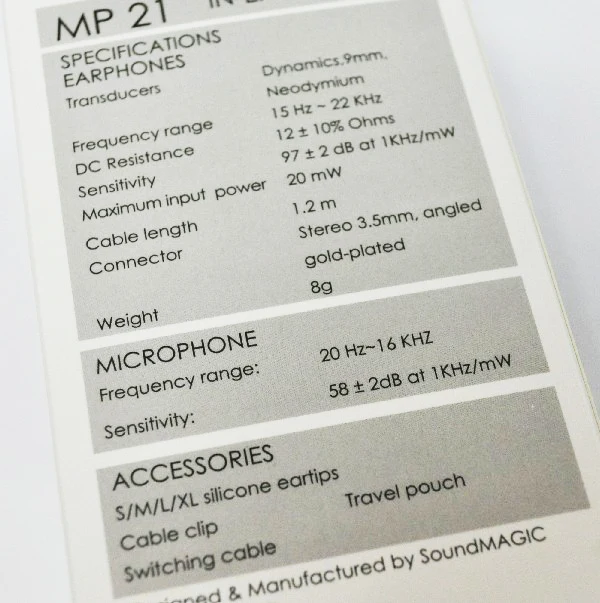 MP 21
SPECIFICATIONS
EARPHONES
Transducers Dynamics,9mm,
Neodymium
Frequency range 15 Hz ~ 22 KHz
DC Resistance 12 ± 10% Ohms
Sensitivity 97 ± 2 dB at 1KHz/mW
Maximum input power 20 mW
Cable length 1.2 m
Connector Stereo 3.5mm, angled
gold-plated
Weight 8g
MICROPHONE
Frequency range: 20 Hz~16 KHZ
Sensitivity: 58 ± 2dB at 1KHz/mW
ACCESSORIES
S/M/L/XL silicone eartips
Cable clip Travel pouch
Switching cable
& Manufactured by SoundMAGIC